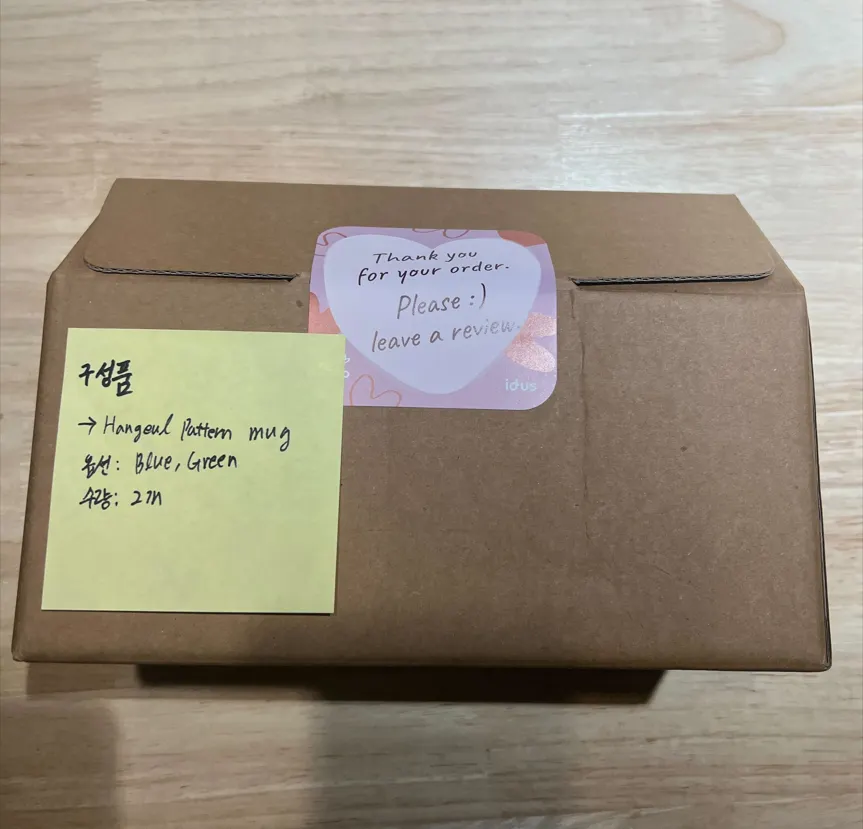 Thank you
for your order.
Please :)
leave a review.
idus
구성품
→ Hangeul Pattern mug
옵션: Blue, Green
수량: 2개